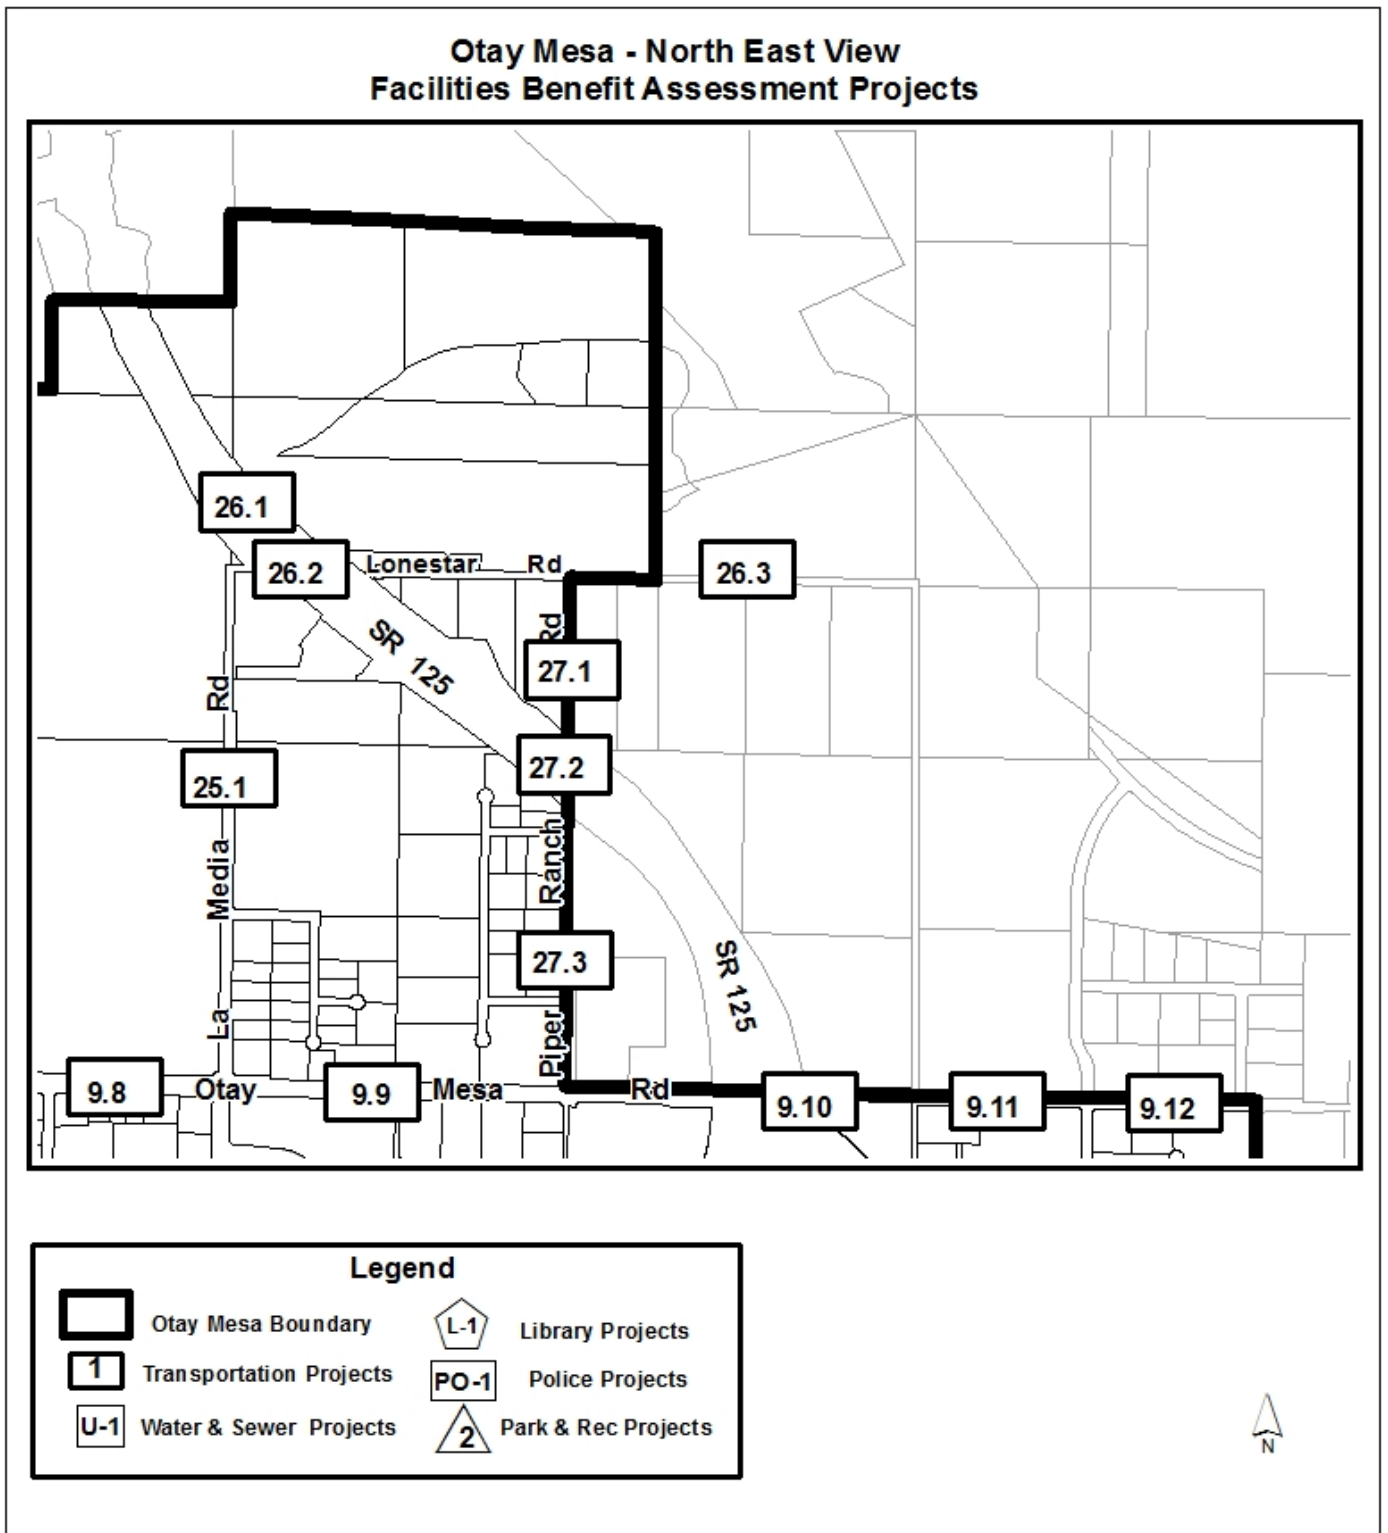 Otay Mesa - North East View
Facilities Benefit Assessment Projects
26.1
26.2
Lonestar Rd
26.3
Rd
27.1
SR 125
Rd
27.2
25.1
Ranch
Media
27.3
SR 125
La
Piper
9.8
Otay
9.9
Mesa
Rd
9.10
9.11
9.12
Legend
Otay Mesa Boundary
L-1
Library Projects
1
Transportation Projects
PO-1
Police Projects
U-1
Water & Sewer Projects
2
Park & Rec Projects
N